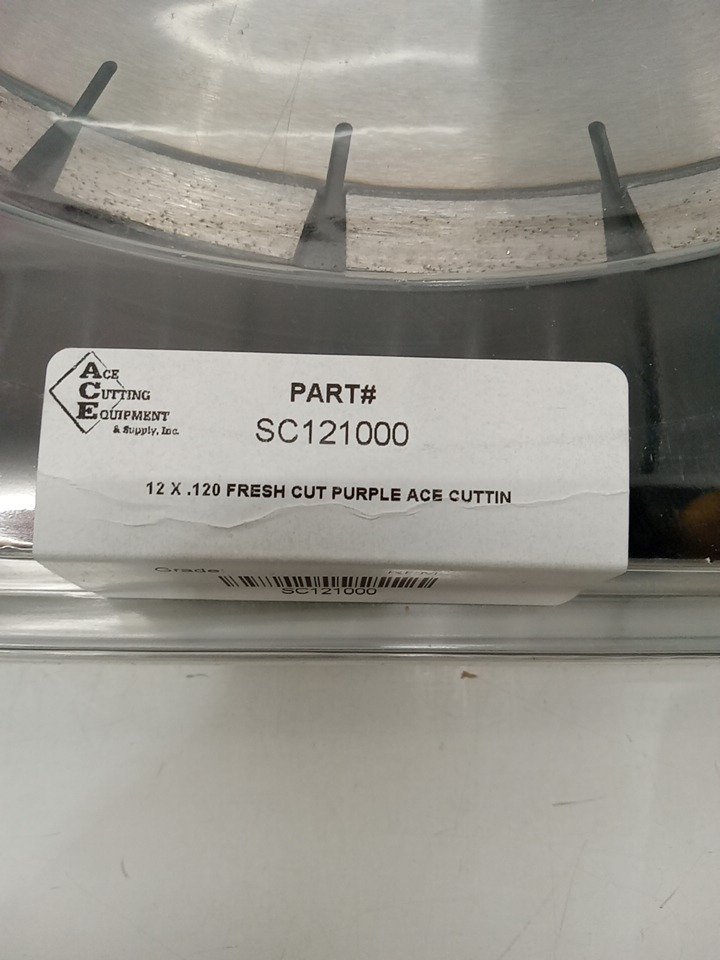 ACE
CUTTING
EQUIPMENT
& Supply, Inc.
PART#
SC121000
12 X .120 FRESH CUT PURPLE ACE CUTTIN
Grade
SC121000